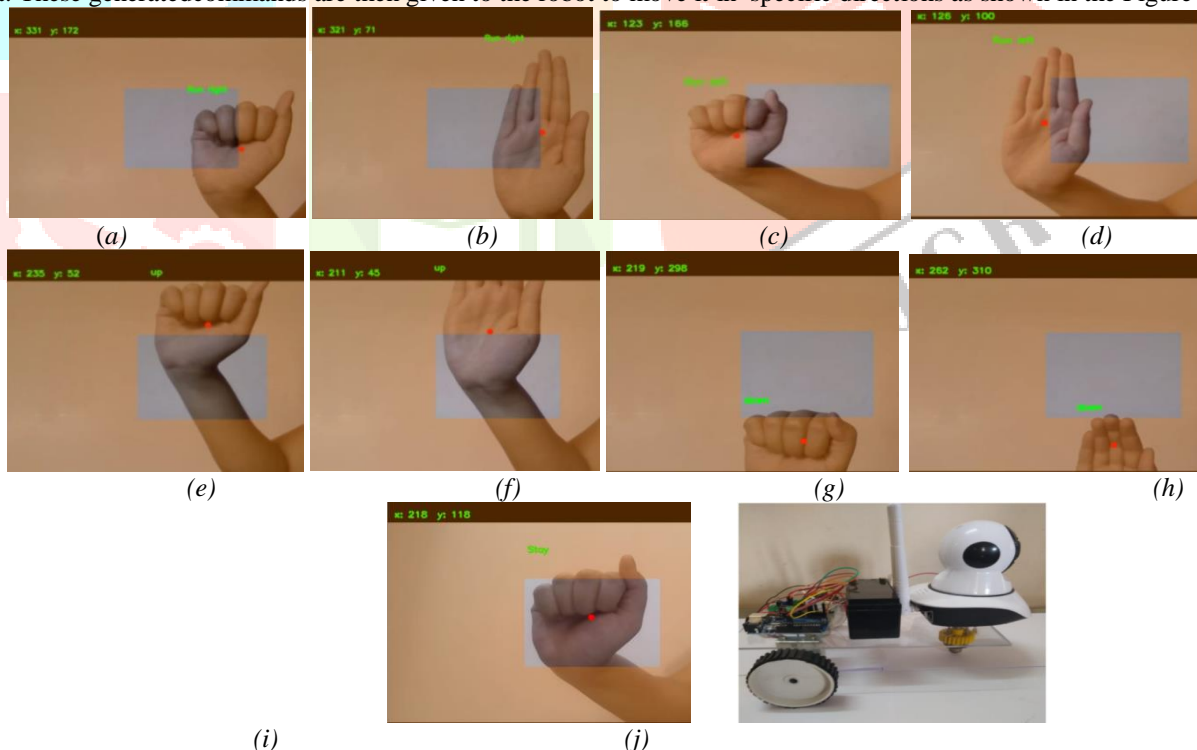 . These generatedcommands are then given to the robot to move it in specific directions as shown in the Figure
x: 331 y: 172
x: 321 y: 71
x: 123 y: 166
x: 126 y: 100
Run right
Run right
(a) (b) (c) (d)
x: 235 y: 52 up
x: 211 y: 45 up
x: 219 y: 298
x: 262 y: 310
down
down
(e) (f) (g) (h)
x: 218 y: 118
Stay
(i) (j)